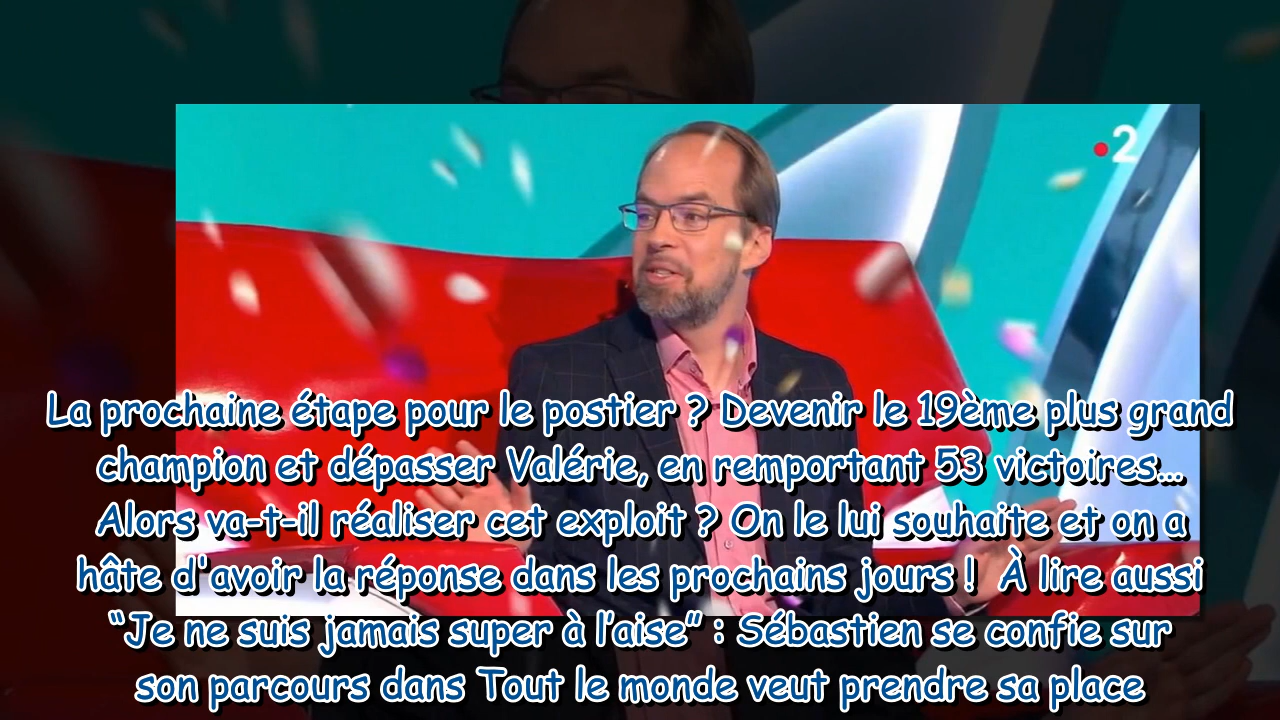 2
La prochaine étape pour le postier ? Devenir le 19ème plus grand
champion et dépasser Valérie, en remportant 53 victoires...
Alors va-t-il réaliser cet exploit ? On le lui souhaite et on a
hâte d'avoir la réponse dans les prochains jours !  À lire aussi
“Je ne suis jamais super à l’aise” : Sébastien se confie sur
son parcours dans Tout le monde veut prendre sa place